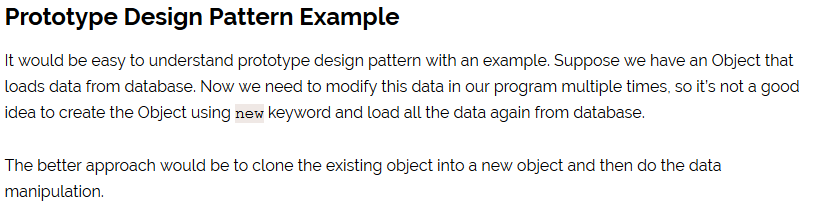 Prototype Design Pattern Example
It would be easy to understand prototype design pattern with an example. Suppose we have an Object that
loads data from database. Now we need to modify this data in our program multiple times, so it's not a good
idea to create the Object using new keyword and load all the data again from database.
The better approach would be to clone the existing object into a new object and then do the data
manipulation.